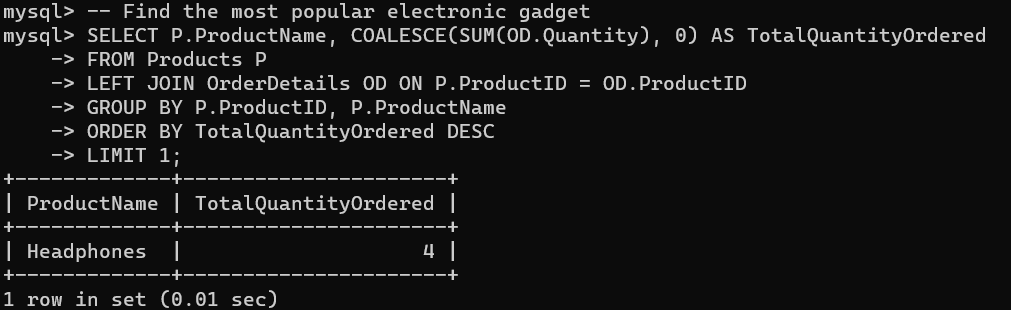 mysql> -- Find the most popular electronic gadget
mysql> SELECT P.ProductName, COALESCE(SUM(OD.Quantity), 0) AS TotalQuantityOrdered
    -> FROM Products P
    -> LEFT JOIN OrderDetails OD ON P.ProductID = OD.ProductID
    -> GROUP BY P.ProductID, P.ProductName
    -> ORDER BY TotalQuantityOrdered DESC
    -> LIMIT 1;
+-------------+----------------------+
| ProductName | TotalQuantityOrdered |
+-------------+----------------------+
| Headphones  |                    4 |
+-------------+----------------------+
1 row in set (0.01 sec)